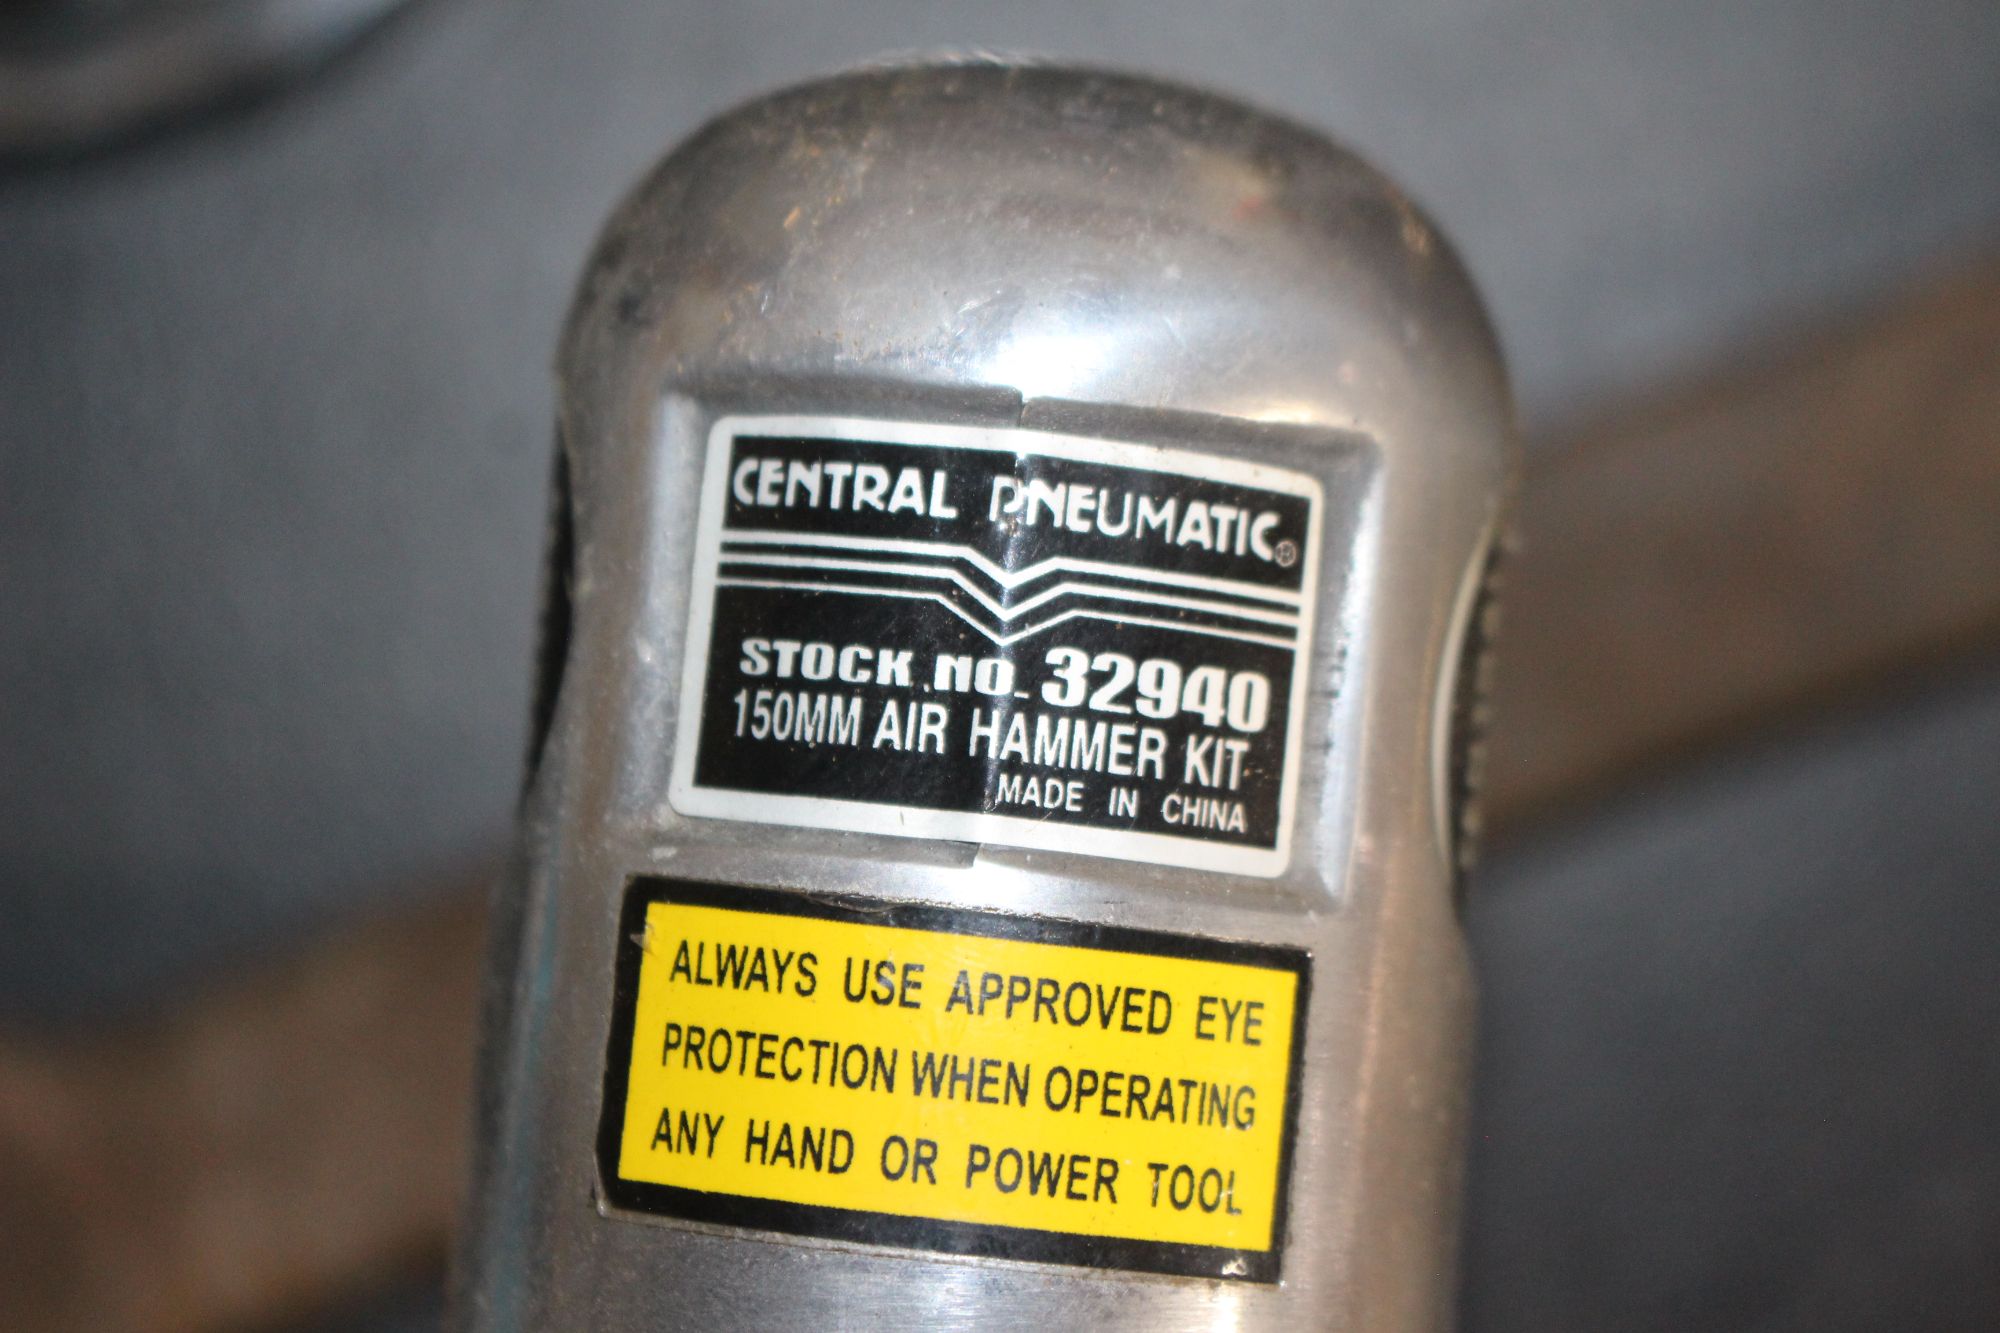 CENTRAL PNEUMATIC®
STOCK NO. 32940
150MM AIR HAMMER KIT
MADE IN CHINA
ALWAYS USE APPROVED EYE
PROTECTION WHEN OPERATING
ANY HAND OR POWER TOOL